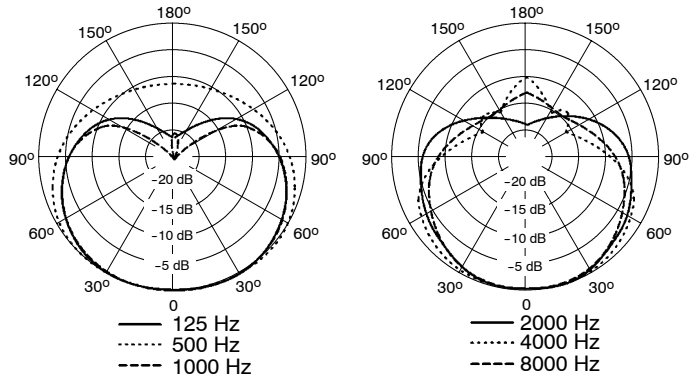 180º
150º
150º
120º
120º
90º
90º
–20 dB
–15 dB
60º
60º
–10 dB
–5 dB
30º
30º
0
125 Hz
500 Hz
1000 Hz
180º
150º
150º
120º
120º
90º
90º
–20 dB
–15 dB
60º
60º
–10 dB
–5 dB
30º
30º
0
2000 Hz
4000 Hz
8000 Hz